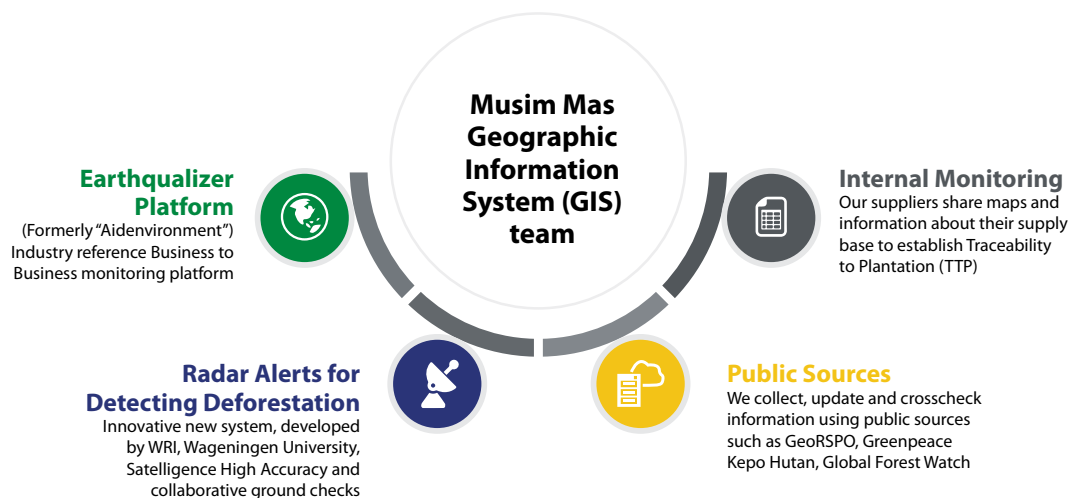 Musim Mas
Geographic
Information
System (GIS)
team
Earthqualizer
Platform
(Formerly “Aidenvironment”)
Industry reference Business to
Business monitoring platform
Internal Monitoring
Our suppliers share maps and
information about their supply
base to establish Traceability
to Plantation (TTP)
Radar Alerts for
Detecting Deforestation
Innovative new system, developed
by WRI, Wageningen University,
Satelligence High Accuracy and
collaborative ground checks
Public Sources
We collect, update and crosscheck
information using public sources
such as GeoRSPO, Greenpeace
Kepo Hutan, Global Forest Watch